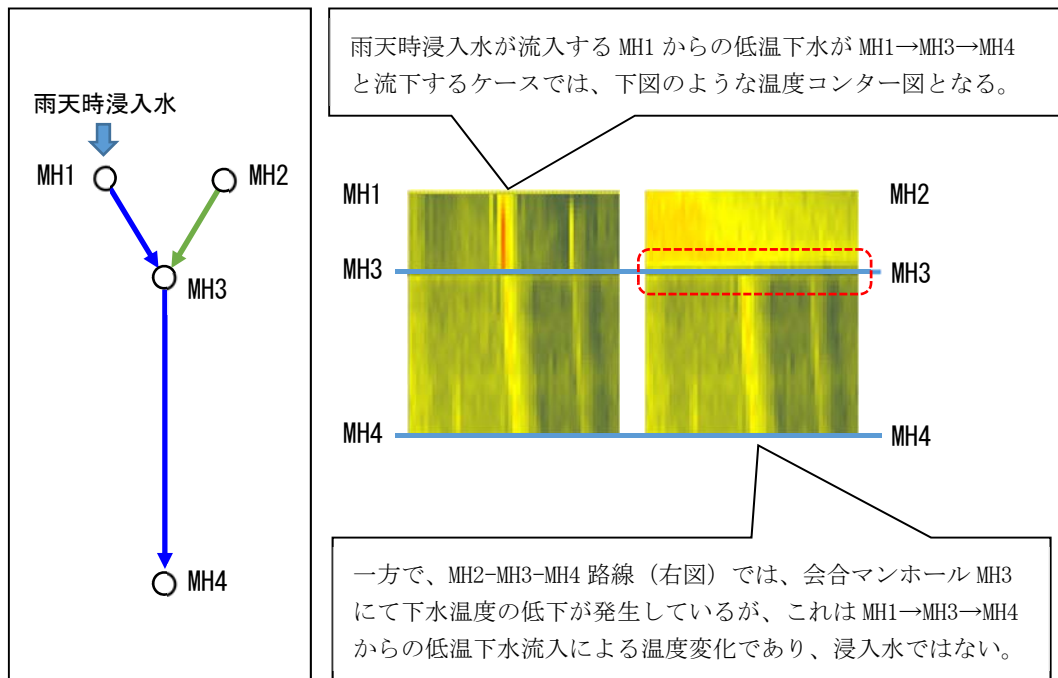 雨天時浸入水が流入する MH1 からの低温下水が MH1→MH3→MH4
と流下するケースでは、下図のような温度コンター図となる。
雨天時浸入水
MH1
MH2
MH3
MH4
MH1
MH2
MH3
MH3
MH4
MH4
一方で、MH2-MH3-MH4 路線（右図）では、会合マンホール MH3
にて下水温度の低下が発生しているが、これは MH1→MH3→MH4
からの低温下水流入による温度変化であり、浸入水ではない。